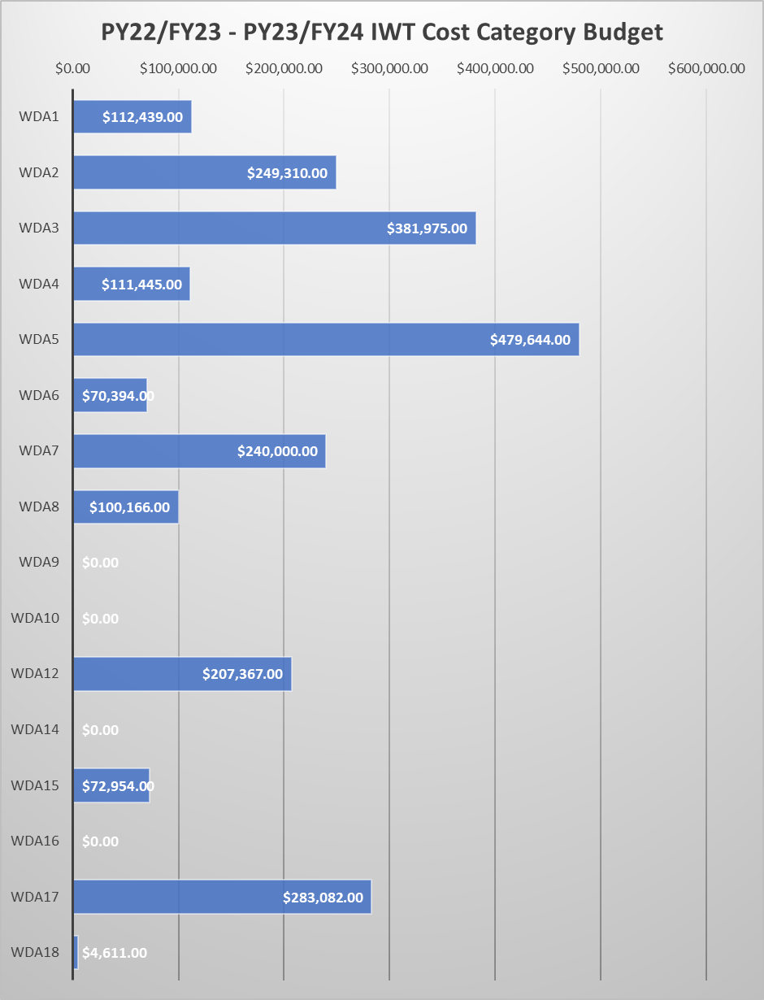 PY22/FY23 - PY23/FY24 IWT Cost Category Budget
$0.00 $100,000.00 $200,000.00 $300,000.00 $400,000.00 $500,000.00 $600,000.00
WDA1 $112,439.00
WDA2 $249,310.00
WDA3 $381,975.00
WDA4 $111,445.00
WDA5 $479,644.00
WDA6 $70,394.00
WDA7 $240,000.00
WDA8 $100,166.00
WDA9 $0.00
WDA10 $0.00
WDA12 $207,367.00
WDA14 $0.00
WDA15 $72,954.00
WDA16 $0.00
WDA17 $283,082.00
WDA18 $4,611.00